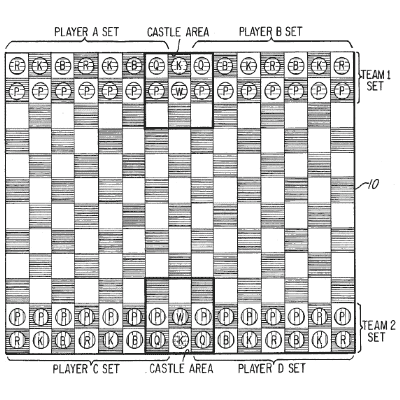 PLAYER A SET CASTLE AREA PLAYER B SET
R K B R K B Q K Q B K R B K R
P P P P P P P W P P P P P P P
TEAM 1
SET
10
P P P P P P P W P P P P P P P
R K B R K B Q K Q B K R B K R
TEAM 2
SET
PLAYER C SET CASTLE AREA PLAYER D SET